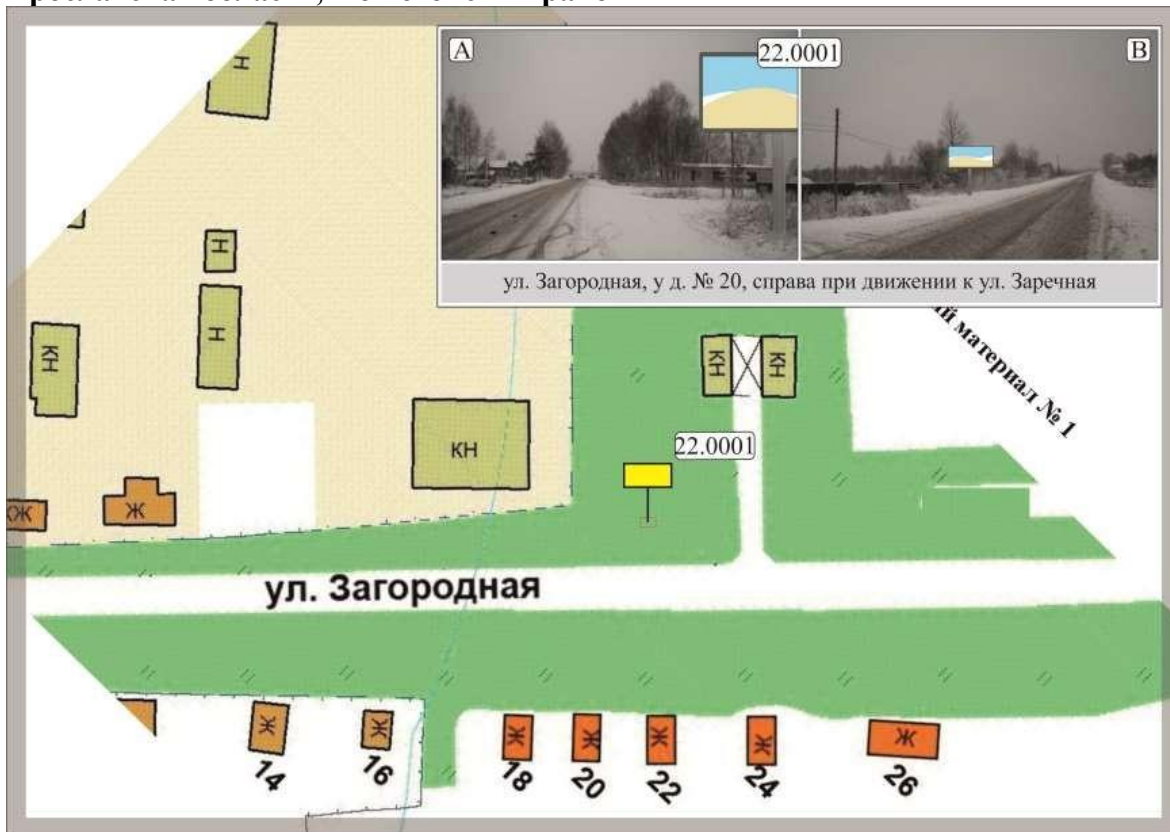 А
22.0001
В
ул. Загородная, у д. № 20, справа при движении к ул. Заречная
материал № 1
Н
Н
Н
КН
КН
КН
КН
22.0001
Ж
Ж
ул. Загородная
Ж
Ж
Ж
Ж
Ж
Ж
Ж
14
16
18
20
22
24
26